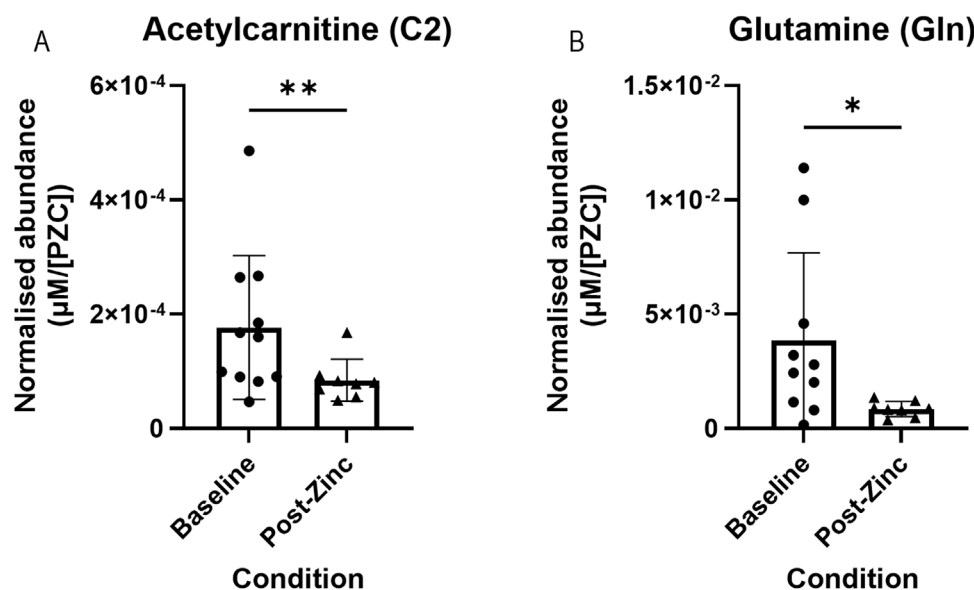 A
Acetylcarnitine (C2)
Normalised abundance
(µM/[PZC])
6×10⁻⁴
4×10⁻⁴
2×10⁻⁴
0
**
Baseline
Post-Zinc
Condition
B
Glutamine (Gln)
Normalised abundance
(µM/[PZC])
1.5×10⁻²
1×10⁻²
5×10⁻³
0
*
Baseline
Post-Zinc
Condition